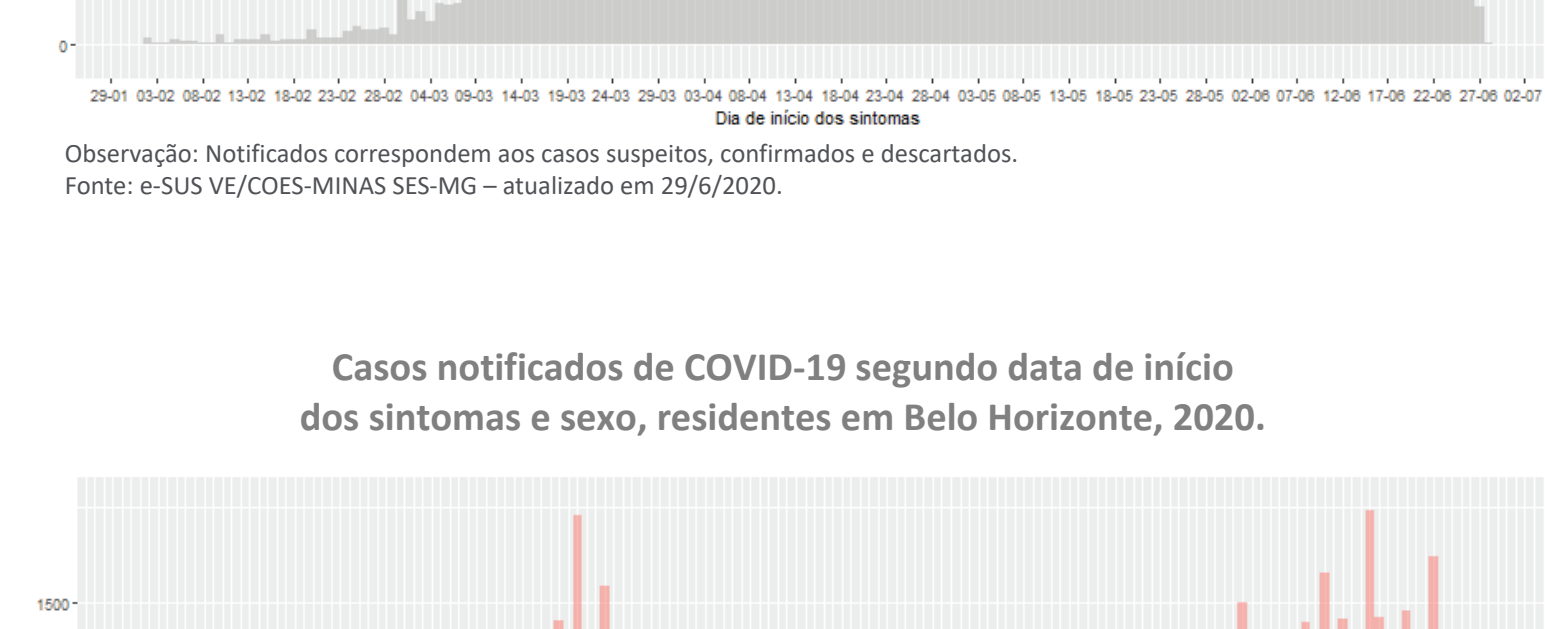 0
29-01 03-02 08-02 13-02 18-02 23-02 28-02 04-03 09-03 14-03 19-03 24-03 29-03 03-04 08-04 13-04 18-04 23-04 28-04 03-05 08-05 13-05 18-05 23-05 28-05 02-06 07-06 12-06 17-06 22-06 27-06 02-07
Dia de início dos sintomas
Observação: Notificados correspondem aos casos suspeitos, confirmados e descartados.
Fonte: e-SUS VE/COES-MINAS SES-MG – atualizado em 29/6/2020.
Casos notificados de COVID-19 segundo data de início
dos sintomas e sexo, residentes em Belo Horizonte, 2020.
1500